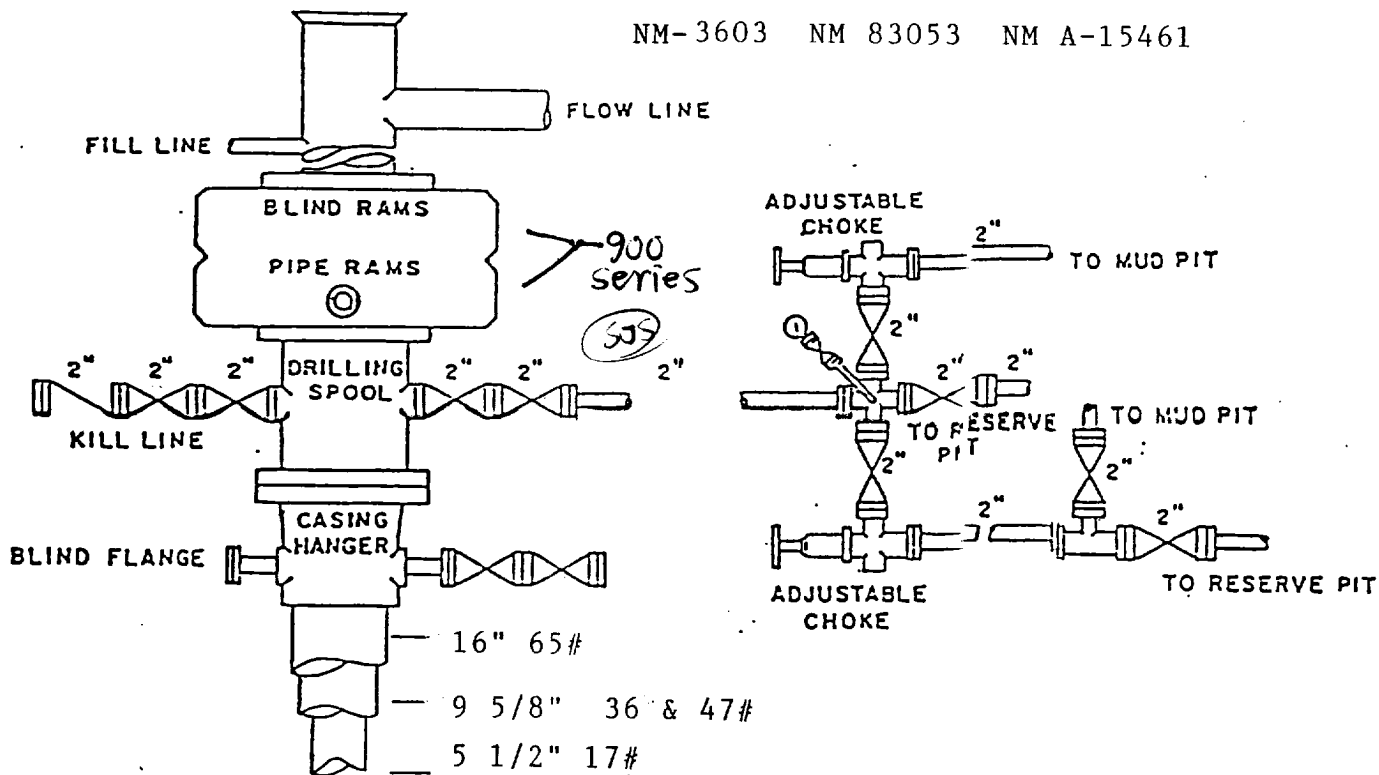 NM-3603 NM 83053 NM A-15461
FLOW LINE
FILL LINE
BLIND RAMS
PIPE RAMS
900
series
SJS
2" 2" 2" DRILLING 2" 2" 2"
SPOOL
KILL LINE
CASING
HANGER
BLIND FLANGE
16" 65#
9 5/8" 36 & 47#
5 1/2" 17#
ADJUSTABLE
CHOKE
2"
TO MUD PIT
2"
2" 2"
TO RESERVE
PIT
TO MUD PIT
2"
2"
2"
2"
TO RESERVE PIT
ADJUSTABLE
CHOKE